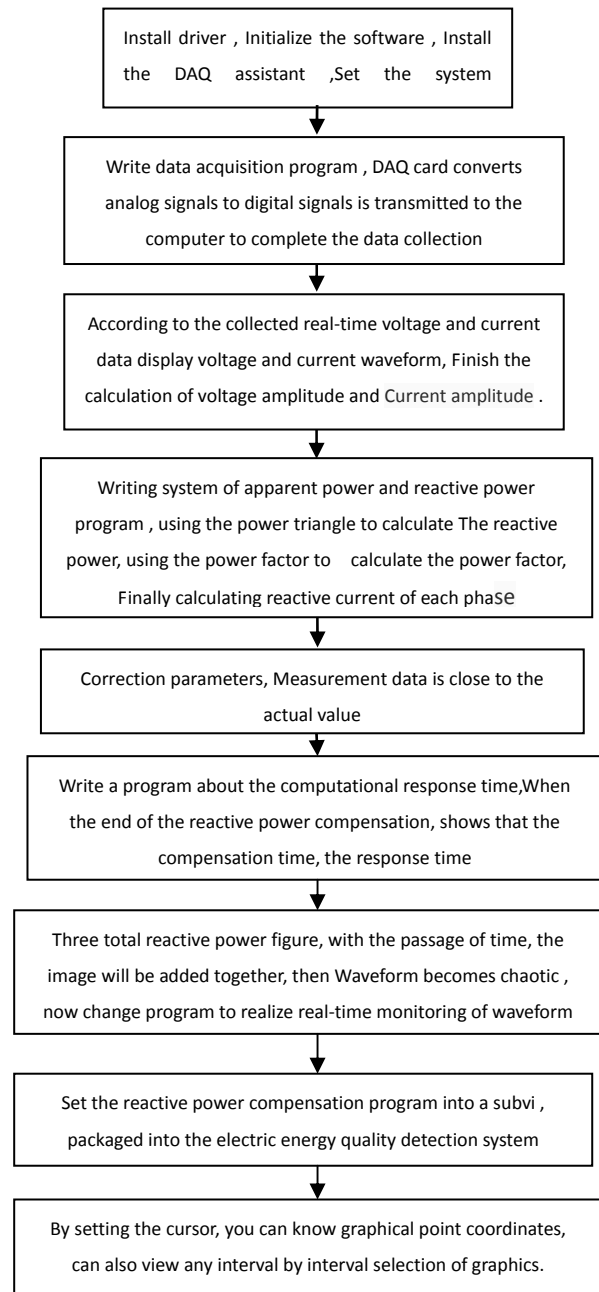 Install driver , Initialize the software , Install
the DAQ assistant ,Set the system
Write data acquisition program , DAQ card converts
analog signals to digital signals is transmitted to the
computer to complete the data collection
According to the collected real-time voltage and current
data display voltage and current waveform, Finish the
calculation of voltage amplitude and Current amplitude .
Writing system of apparent power and reactive power
program , using the power triangle to calculate The reactive
power, using the power factor to calculate the power factor,
Finally calculating reactive current of each phase
Correction parameters, Measurement data is close to the
actual value
Write a program about the computational response time,When
the end of the reactive power compensation, shows that the
compensation time, the response time
Three total reactive power figure, with the passage of time, the
image will be added together, then Waveform becomes chaotic ,
now change program to realize real-time monitoring of waveform
Set the reactive power compensation program into a subvi ,
packaged into the electric energy quality detection system
By setting the cursor, you can know graphical point coordinates,
can also view any interval by interval selection of graphics.